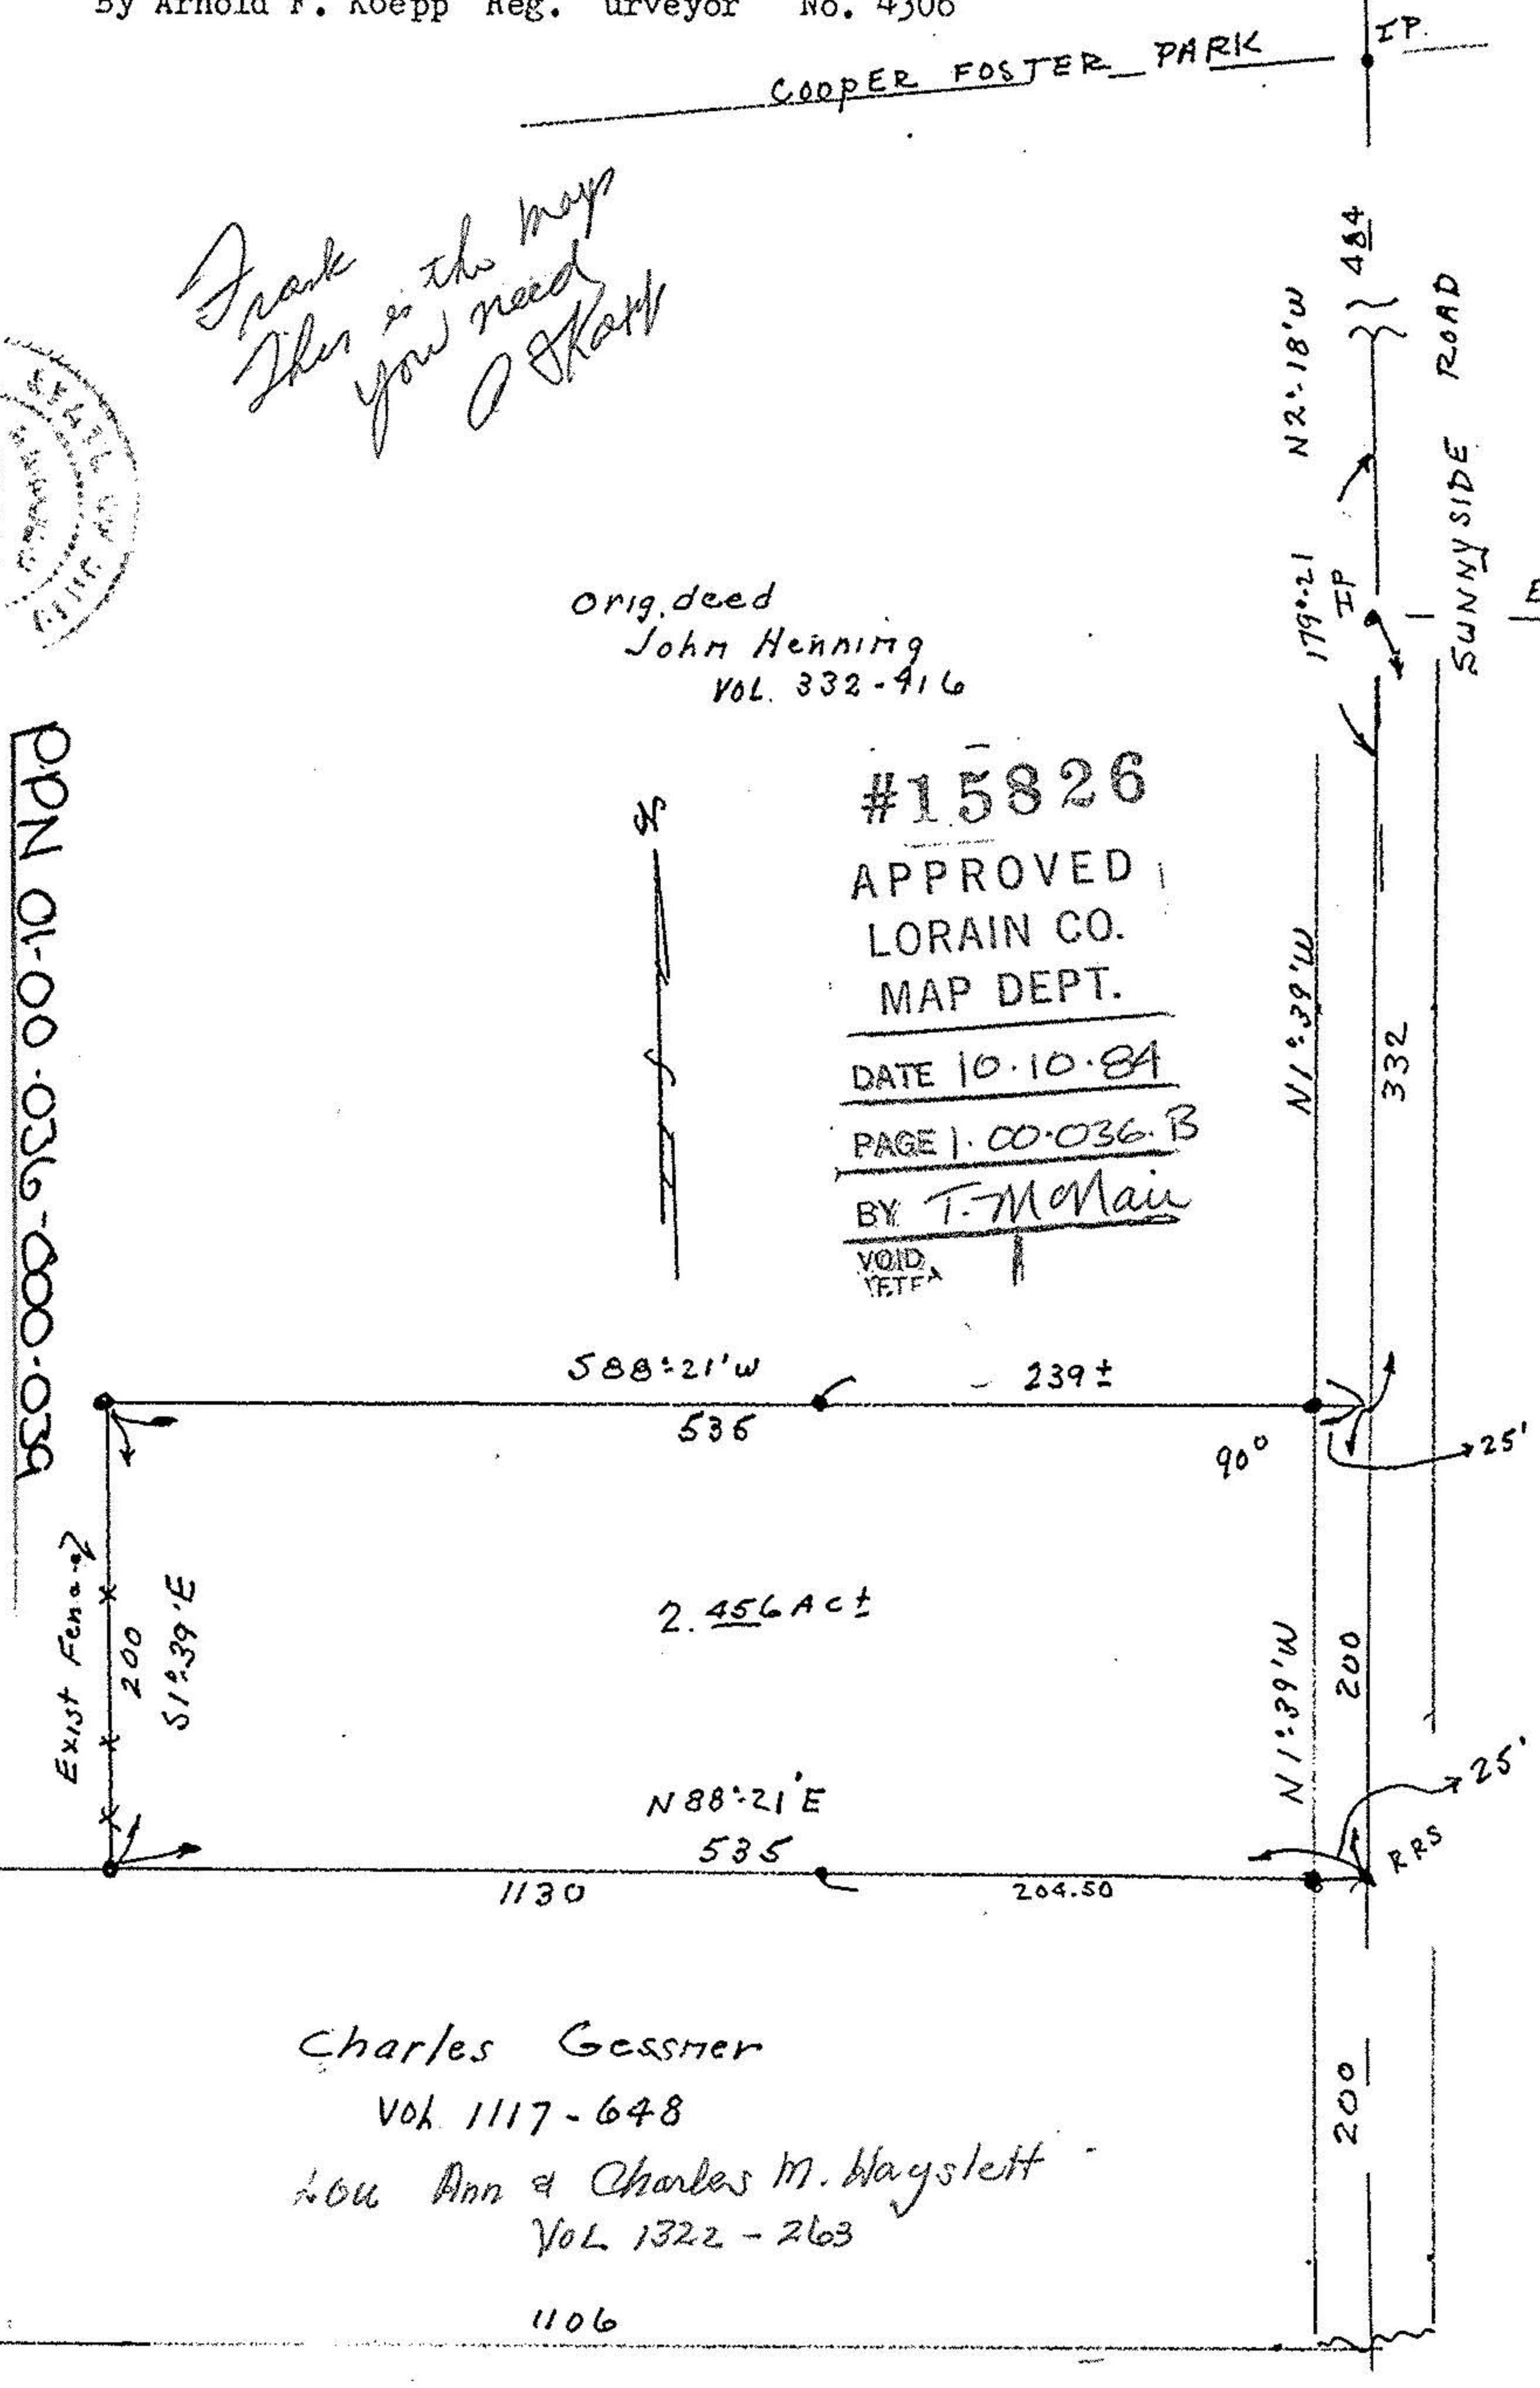 By Arnold F. Koepp Reg. urveyor No. 4306
IP.
COOPER FOSTER PARK
Frank
This is the map
you need
484
N2°-18'W
SUNNYSIDE ROAD
179°-21
IP
E
Orig. deed
John Henning
VOL. 332-416
#15826
APPROVED
LORAIN CO.
MAP DEPT.
DATE 10.10.84
PAGE 1.00.036.B
BY T. McNair
VOID
PPN 01-00-036-000-039
N1°-39'W
332
S88°-21'W
239±
535
90°
25'
Exist Fence
200
S1°-39'E
2.456 Ac±
N1°-39'W
200
25'
N88°-21'E
535
RRS
1130
204.50
Charles Gessner
Vol. 1117-648
Lou Ann & Charles M. Hayslett
VOL 1322-263
200
1106